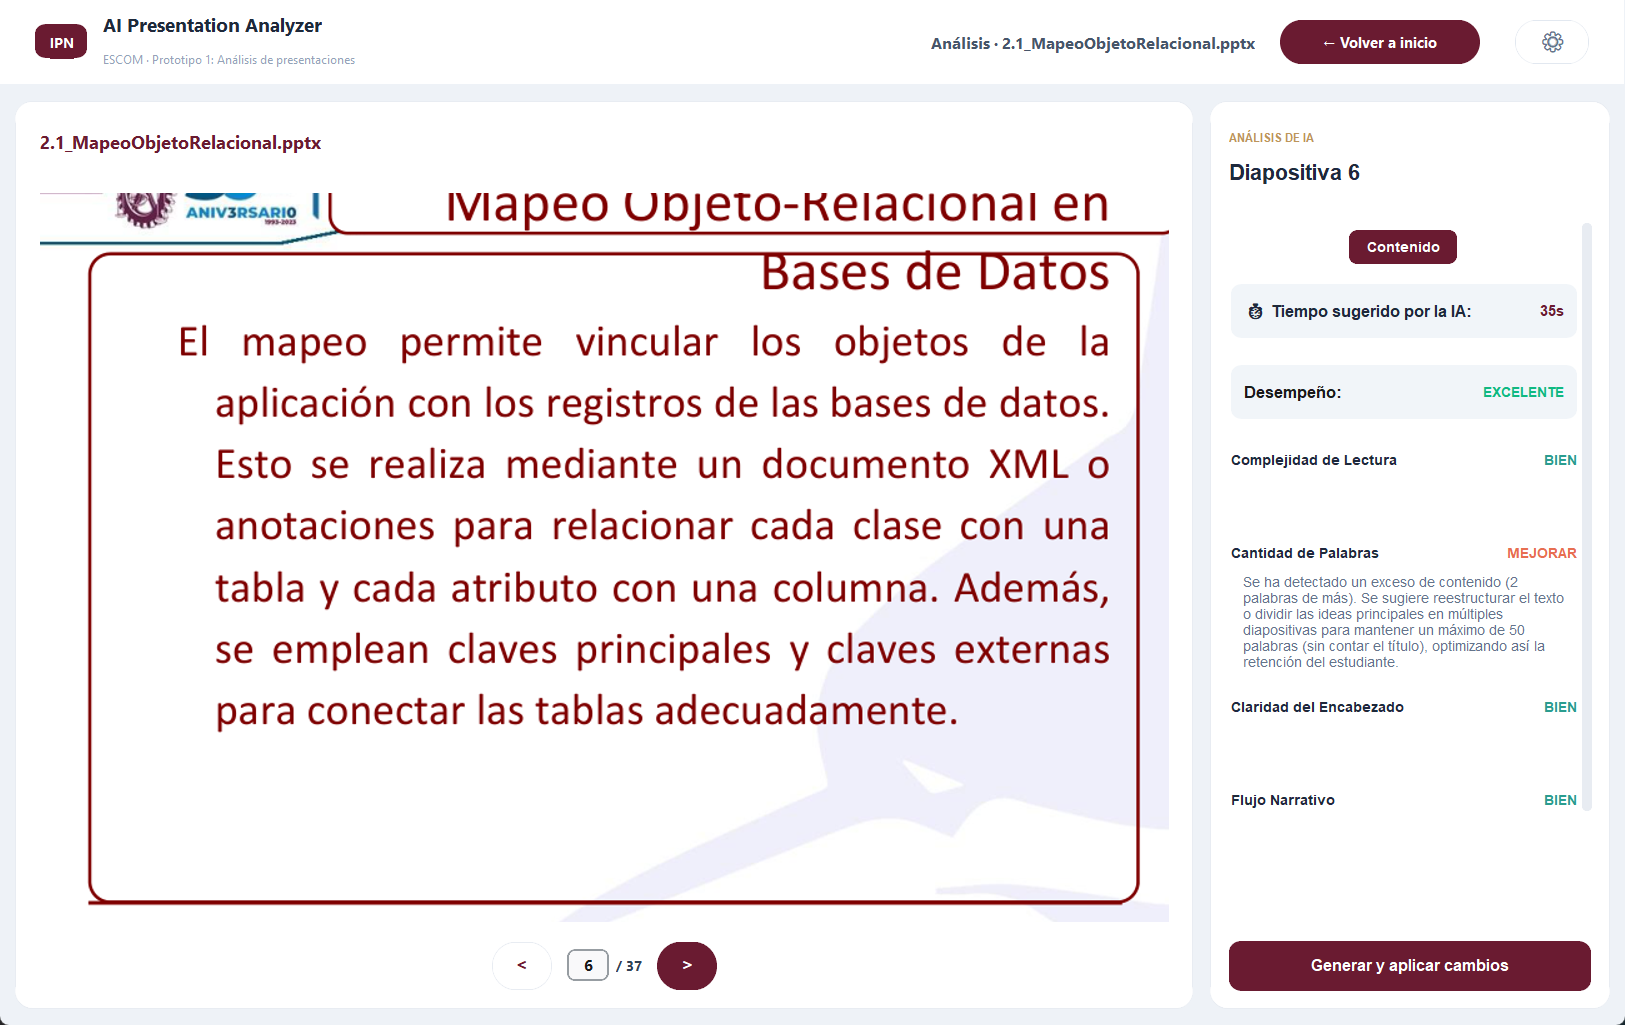 IPN
AI Presentation Analyzer
ESCOM · Prototipo 1: Análisis de presentaciones
Análisis · 2.1_MapeoObjetoRelacional.pptx
← Volver a inicio
2.1_MapeoObjetoRelacional.pptx
ANIV3RSARIO
1993-2023
Mapeo Objeto-Relacional en
Bases de Datos
El mapeo permite vincular los objetos de la
aplicación con los registros de las bases de datos.
Esto se realiza mediante un documento XML o
anotaciones para relacionar cada clase con una
tabla y cada atributo con una columna. Además,
se emplean claves principales y claves externas
para conectar las tablas adecuadamente.
< 6 / 37 >
ANÁLISIS DE IA
Diapositiva 6
Contenido
Tiempo sugerido por la IA: 35s
Desempeño: EXCELENTE
Complejidad de Lectura BIEN
Cantidad de Palabras MEJORAR
Se ha detectado un exceso de contenido (2
palabras de más). Se sugiere reestructurar el texto
o dividir las ideas principales en múltiples
diapositivas para mantener un máximo de 50
palabras (sin contar el título), optimizando así la
retención del estudiante.
Claridad del Encabezado BIEN
Flujo Narrativo BIEN
Generar y aplicar cambios